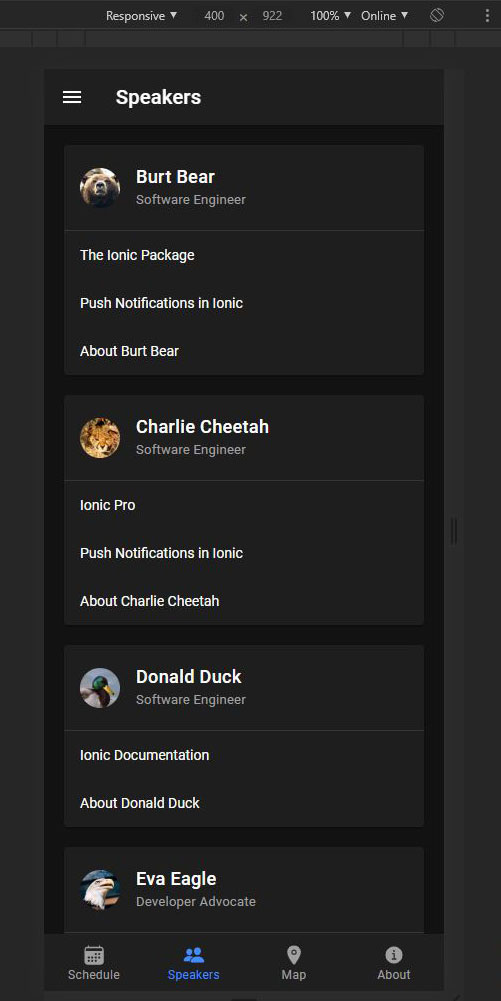 Responsive ▼ 400 × 922 100% ▼ Online ▼
Speakers
Burt Bear
Software Engineer
The Ionic Package
Push Notifications in Ionic
About Burt Bear
Charlie Cheetah
Software Engineer
Ionic Pro
Push Notifications in Ionic
About Charlie Cheetah
Donald Duck
Software Engineer
Ionic Documentation
About Donald Duck
Eva Eagle
Developer Advocate
Schedule Speakers Map About